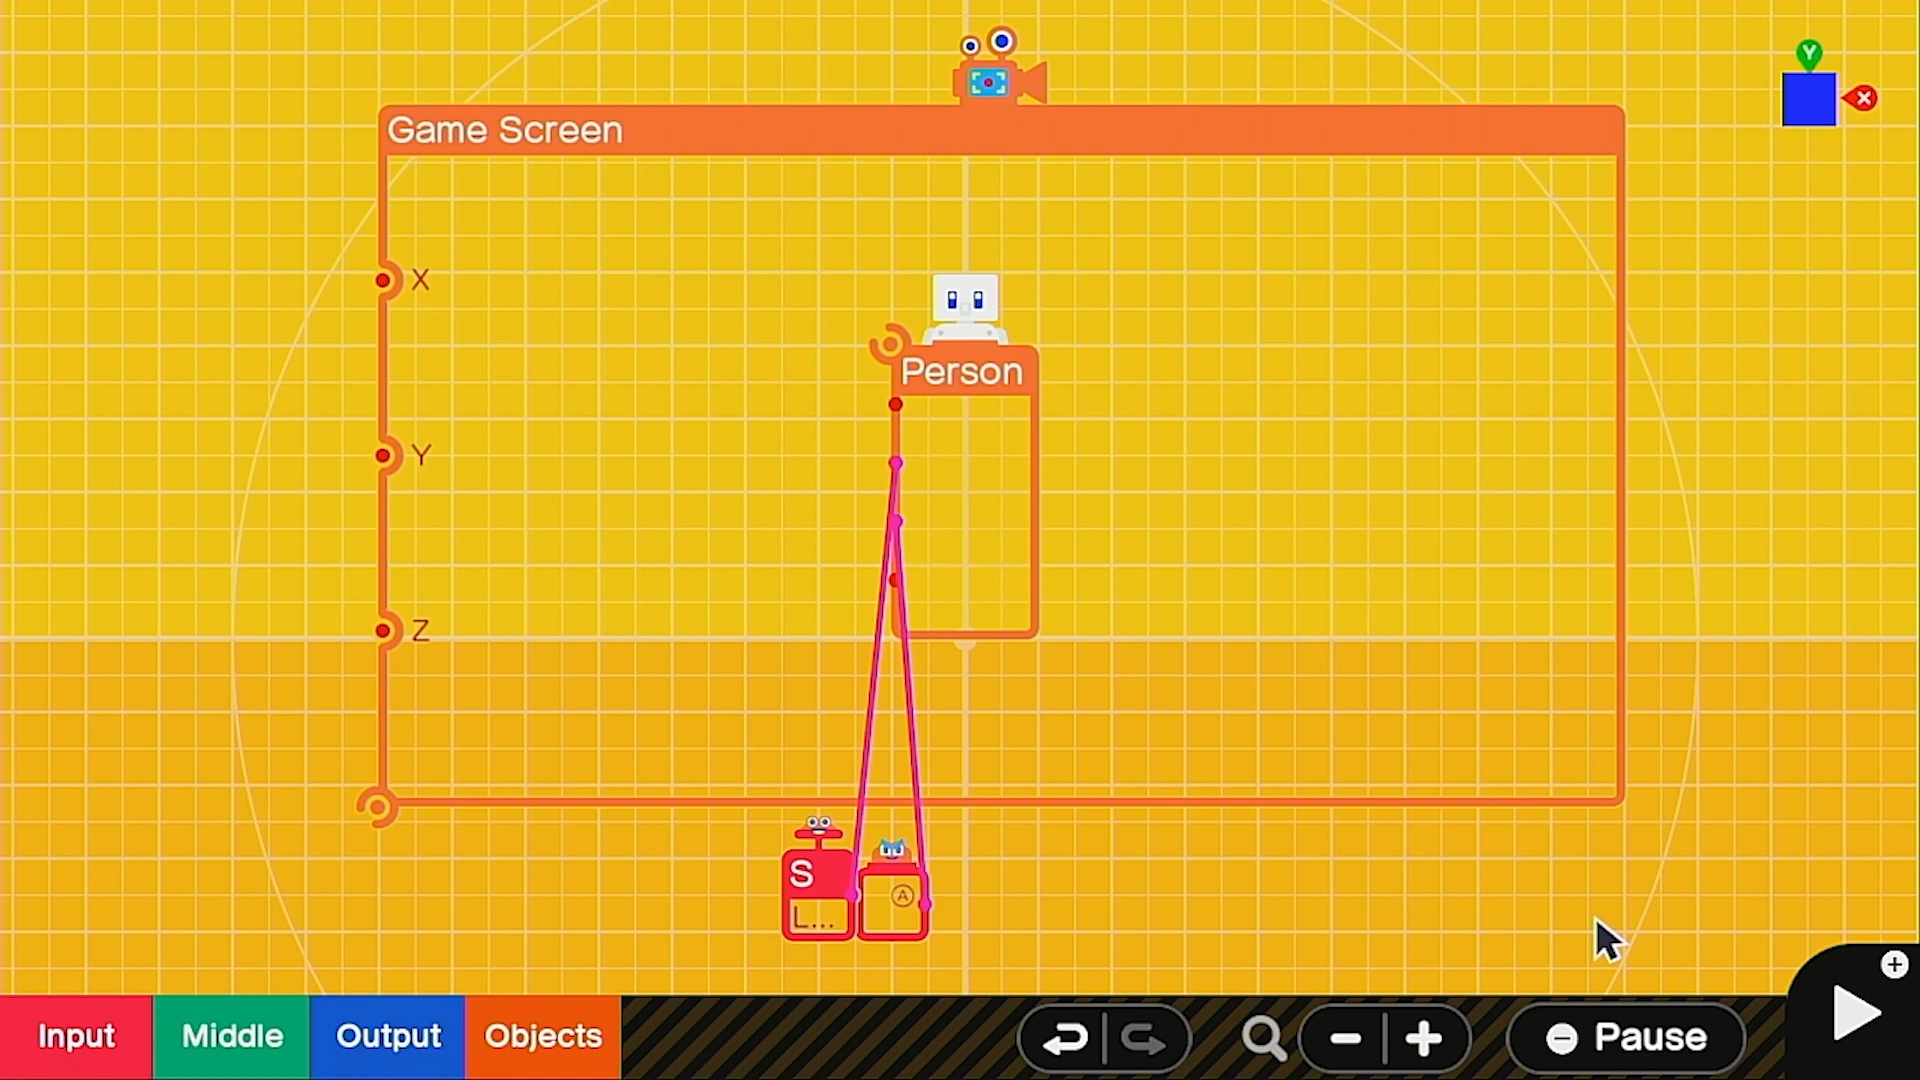 Y
X
Game Screen
X
Person
Y
Z
S
L...
A
+
Input
Middle
Output
Objects
Pause